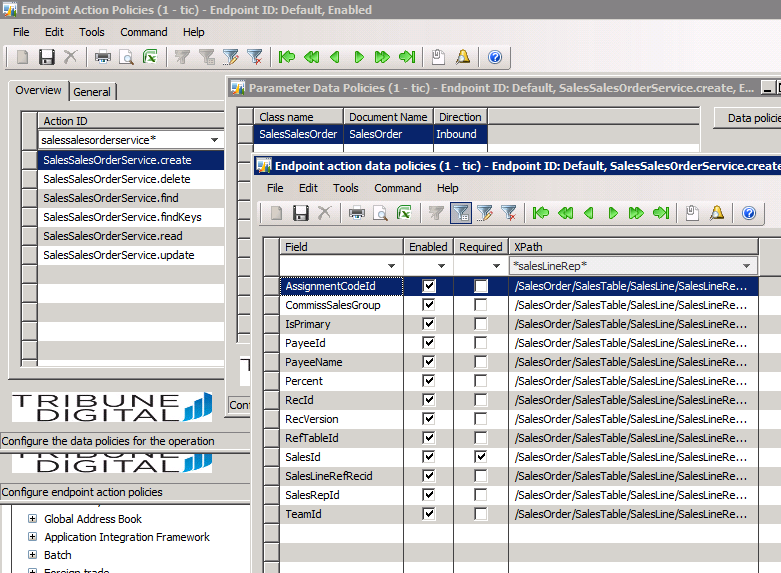 Endpoint Action Policies (1 - tic) - Endpoint ID: Default, Enabled
File Edit Tools Command Help
Overview General
Action ID
salessalesorderservice*
SalesSalesOrderService.create
SalesSalesOrderService.delete
SalesSalesOrderService.find
SalesSalesOrderService.findKeys
SalesSalesOrderService.read
SalesSalesOrderService.update
TRIBUNE
DIGITAL
Configure the data policies for the operation
DIGITAL
Configure endpoint action policies
Global Address Book
Application Integration Framework
Batch
Foreign trade
Parameter Data Policies (1 - tic) - Endpoint ID: Default, SalesSalesOrderService.create, E...
Class name Document Name Direction
SalesSalesOrder SalesOrder Inbound
Data policie
Conf
Endpoint action data policies (1 - tic) - Endpoint ID: Default, SalesSalesOrderService.create
File Edit Tools Command Help
Field Enabled Required XPath
*salesLineRep*
AssignmentCodeId /SalesOrder/SalesTable/SalesLine/SalesLineRe...
CommissSalesGroup /SalesOrder/SalesTable/SalesLine/SalesLineRe...
IsPrimary /SalesOrder/SalesTable/SalesLine/SalesLineRe...
PayeeId /SalesOrder/SalesTable/SalesLine/SalesLineRe...
PayeeName /SalesOrder/SalesTable/SalesLine/SalesLineRe...
Percent /SalesOrder/SalesTable/SalesLine/SalesLineRe...
RecId /SalesOrder/SalesTable/SalesLine/SalesLineRe...
RecVersion /SalesOrder/SalesTable/SalesLine/SalesLineRe...
RefTableId /SalesOrder/SalesTable/SalesLine/SalesLineRe...
SalesId /SalesOrder/SalesTable/SalesLine/SalesLineRe...
SalesLineRefRecid /SalesOrder/SalesTable/SalesLine/SalesLineRe...
SalesRepId /SalesOrder/SalesTable/SalesLine/SalesLineRe...
TeamId /SalesOrder/SalesTable/SalesLine/SalesLineRe...